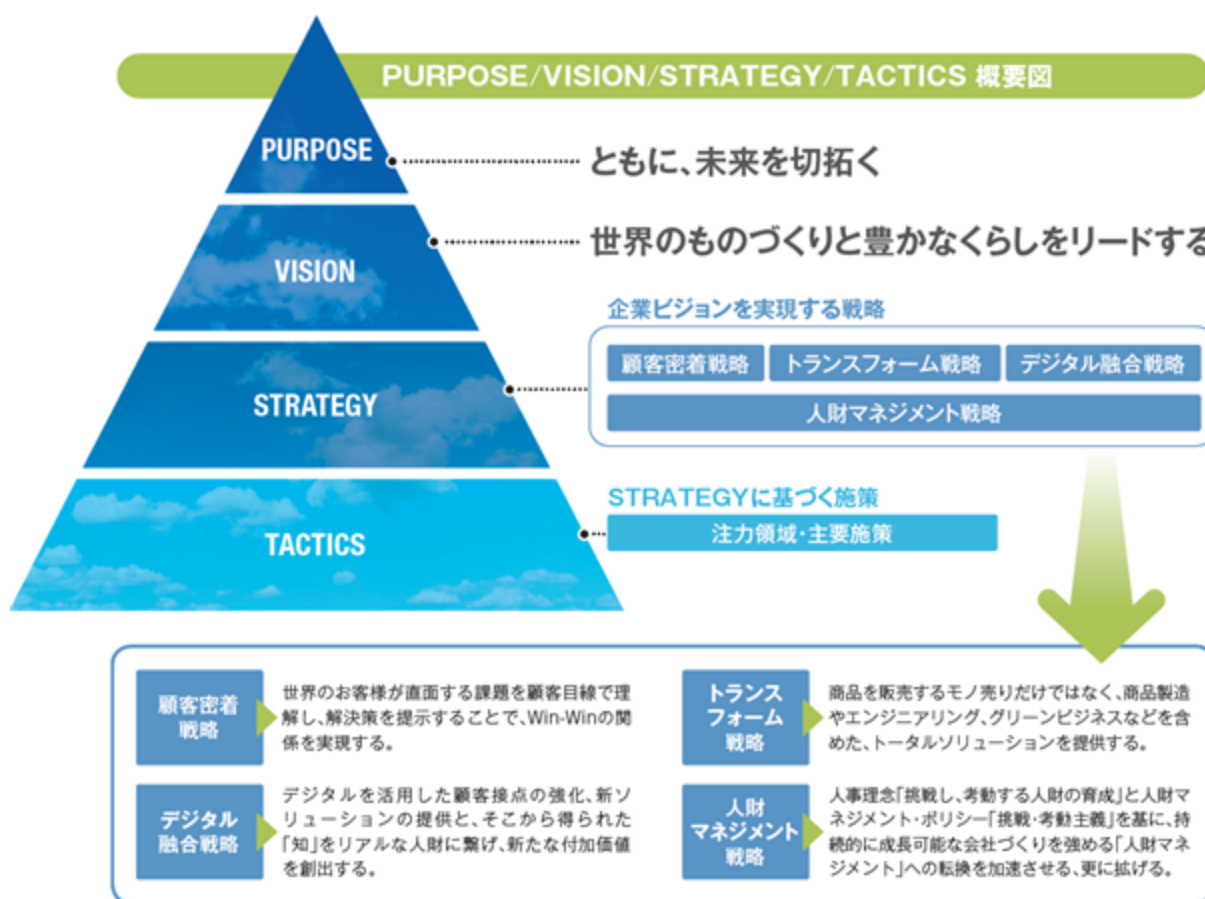 PURPOSE/VISION/STRATEGY/TACTICS 概要図
PURPOSE
ともに、未来を切拓く
VISION
世界のものづくりと豊かなくらしをリードする
STRATEGY
企業ビジョンを実現する戦略
顧客密着戦略
トランスフォーム戦略
デジタル融合戦略
人財マネジメント戦略
TACTICS
STRATEGYに基づく施策
注力領域・主要施策
顧客密着
戦略
世界のお客様が直面する課題を顧客目線で理
解し、解決策を提示することで、Win-Winの関
係を実現する。
トランス
フォーム
戦略
商品を販売するモノ売りだけではなく、商品製造
やエンジニアリング、グリーンビジネスなどを含
めた、トータルソリューションを提供する。
デジタル
融合戦略
デジタルを活用した顧客接点の強化、新ソ
リューションの提供と、そこから得られた
「知」をリアルな人財に繋げ、新たな付加価値
を創出する。
人財
マネジメント
戦略
人事理念「挑戦し、考動する人財の育成」と人財マ
ネジメント・ポリシー「挑戦・考動主義」を基に、持
続的に成長可能な会社づくりを強める「人財マネ
ジメント」への転換を加速させる、更に拡げる。